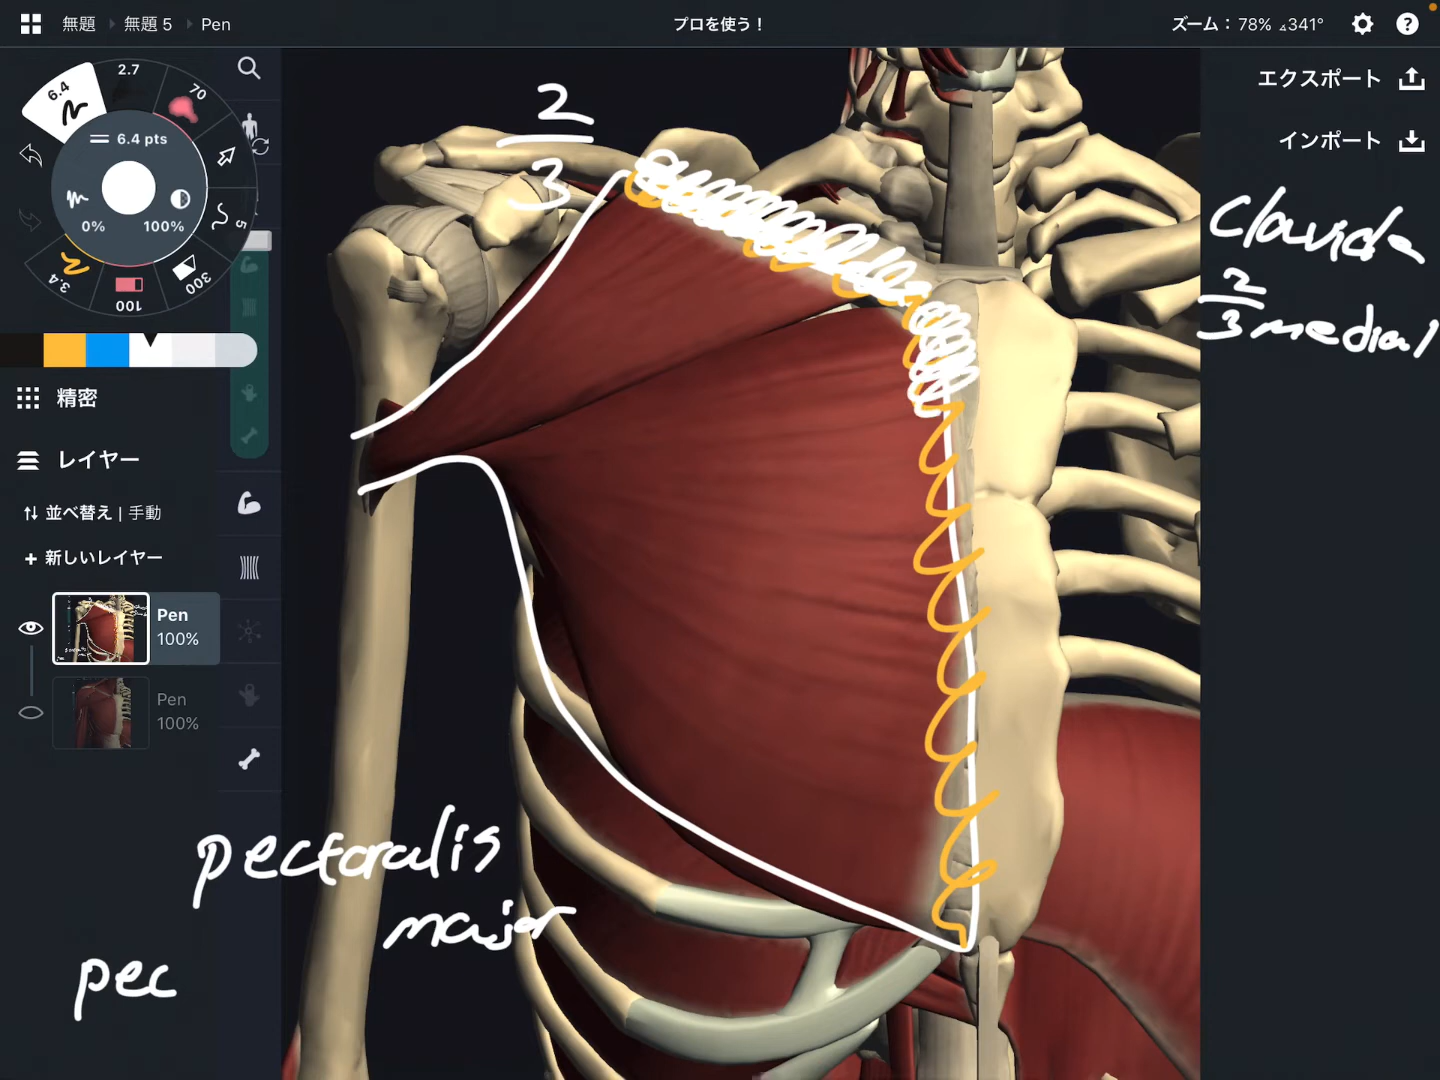 無題 無題 5 Pen
プロを使う！
ズーム： 78% 341°
エクスポート
インポート
6.4
2.7
70
6.4 pts
0% 100%
5
3.4
100
300
精密
レイヤー
並べ替え | 手動
+ 新しいレイヤー
Pen
100%
Pen
100%
2
3
clavicle
2
3 medial
pectoralis
major
pec